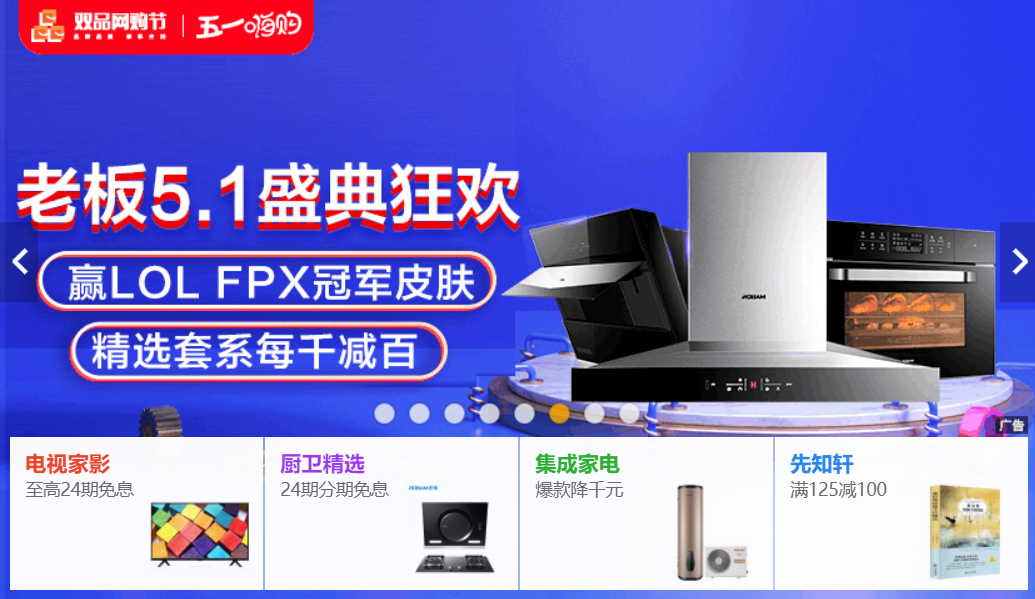 双品网购节
五一嗨购
老板5.1盛典狂欢
赢LOL FPX冠军皮肤
精选套系每千减百
ROBAM
广告
电视家影
至高24期免息
厨卫精选
24期分期免息
集成家电
爆款降千元
先知轩
满125减100